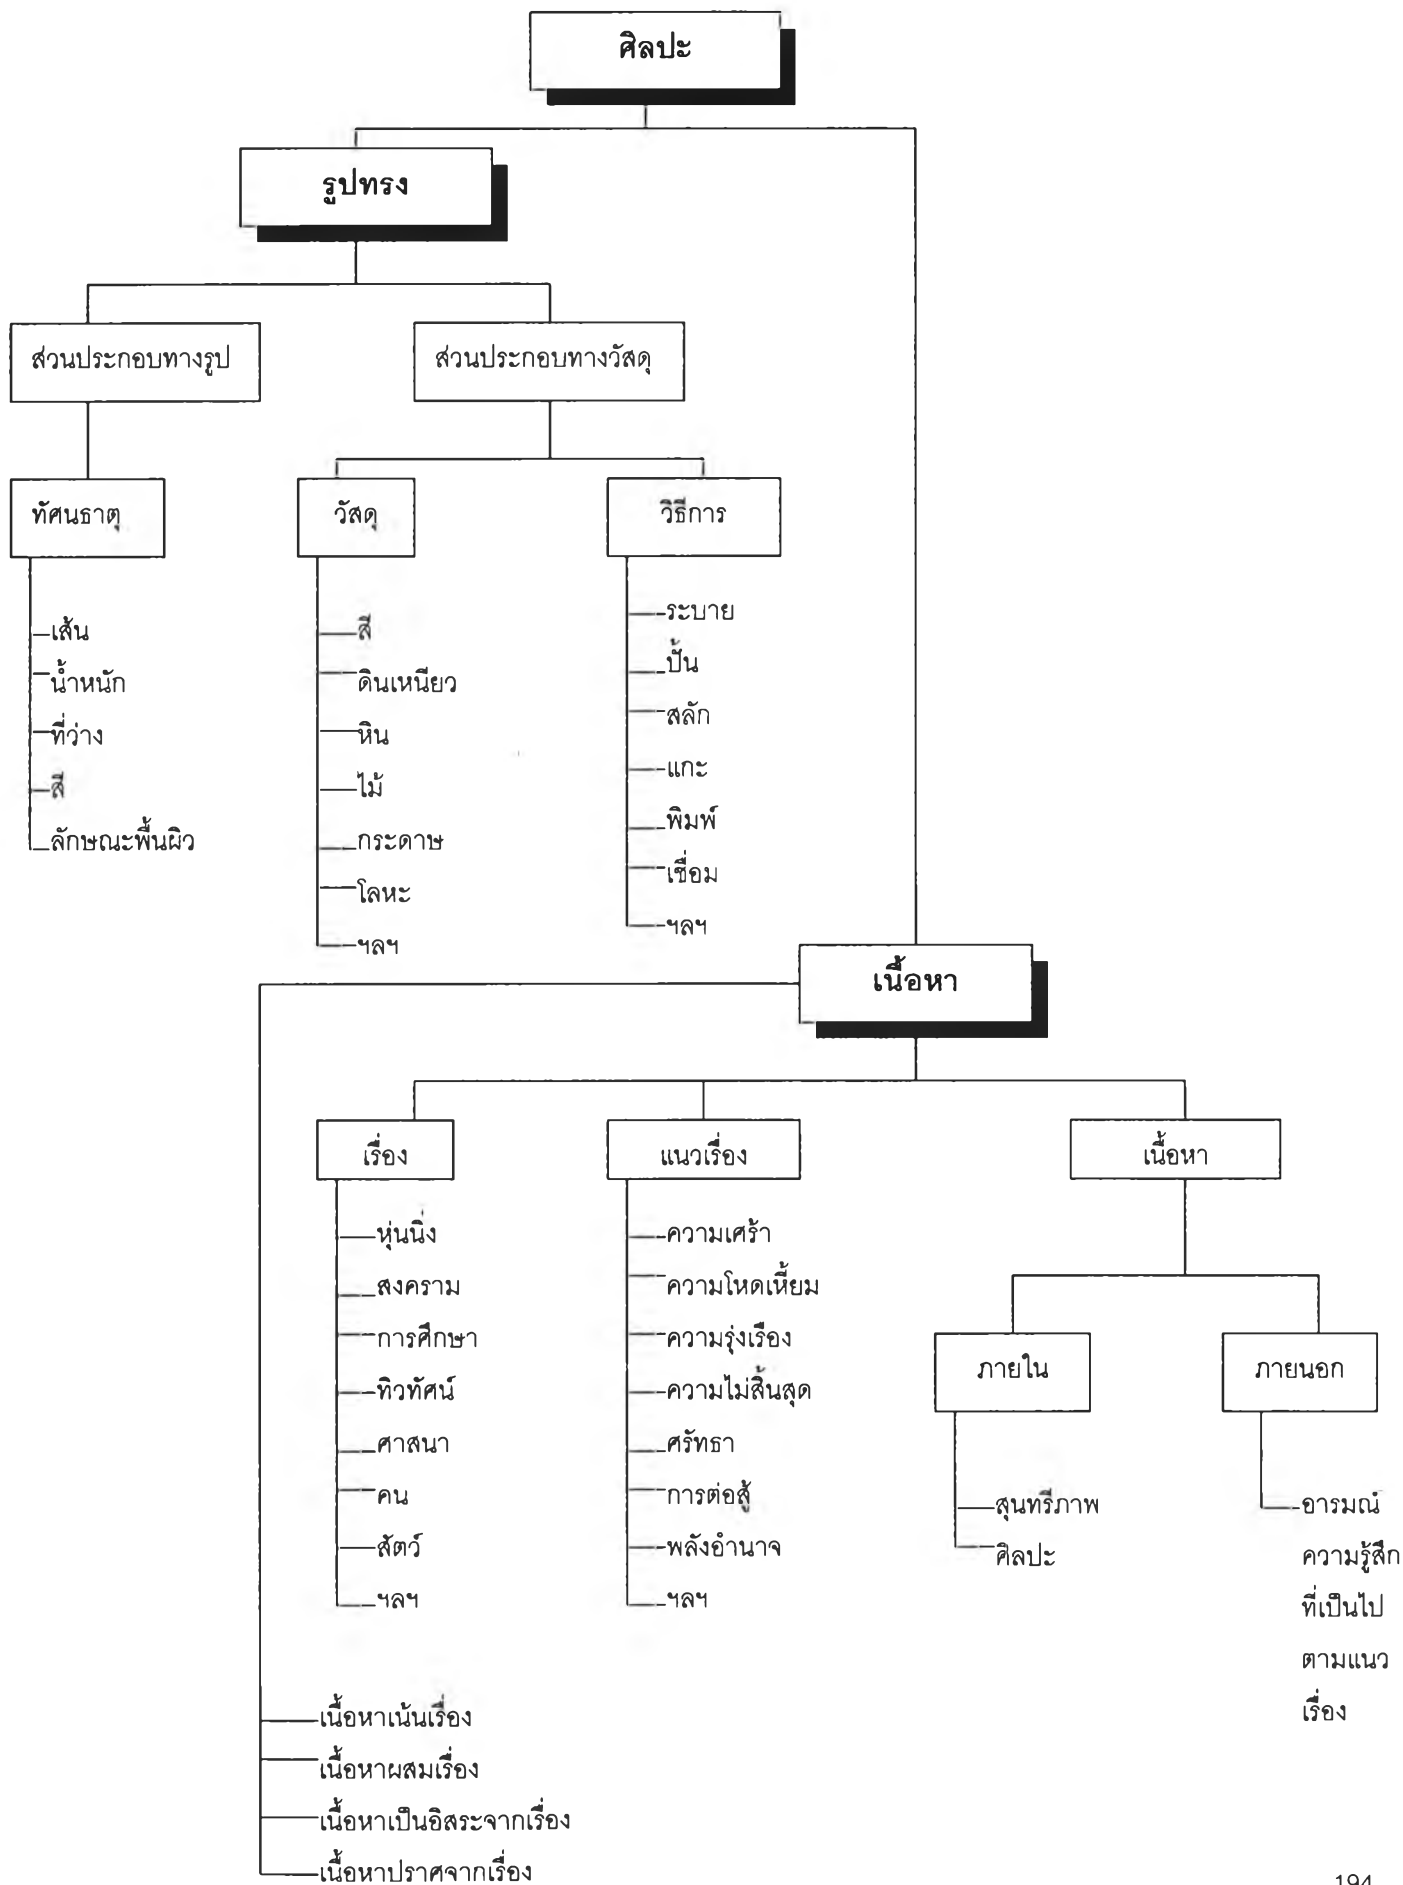 ศิลปะ
รูปทรง
ส่วนประกอบทางรูป
ส่วนประกอบทางวัสดุ
ทัศนธาตุ
เส้น
น้ำหนัก
ที่ว่าง
สี
ลักษณะพื้นผิว
วัสดุ
สี
ดินเหนียว
หิน
ไม้
กระดาษ
โลหะ
ฯลฯ
วิธีการ
ระบาย
ปั้น
สลัก
แกะ
พิมพ์
เชื่อม
ฯลฯ
เนื้อหา
เรื่อง
หุ่นนิ่ง
สงคราม
การศึกษา
ทิวทัศน์
ศาสนา
คน
สัตว์
ฯลฯ
แนวเรื่อง
ความเศร้า
ความโหดเหี้ยม
ความรุ่งเรือง
ความไม่สิ้นสุด
ศรัทธา
การต่อสู้
พลังอำนาจ
ฯลฯ
เนื้อหา
ภายใน
สุนทรีภาพ
ศิลปะ
ภายนอก
อารมณ์
ความรู้สึก
ที่เป็นไป
ตามแนว
เรื่อง
เนื้อหาเน้นเรื่อง
เนื้อหาผสมเรื่อง
เนื้อหาเป็นอิสระจากเรื่อง
เนื้อหาปราศจากเรื่อง
194